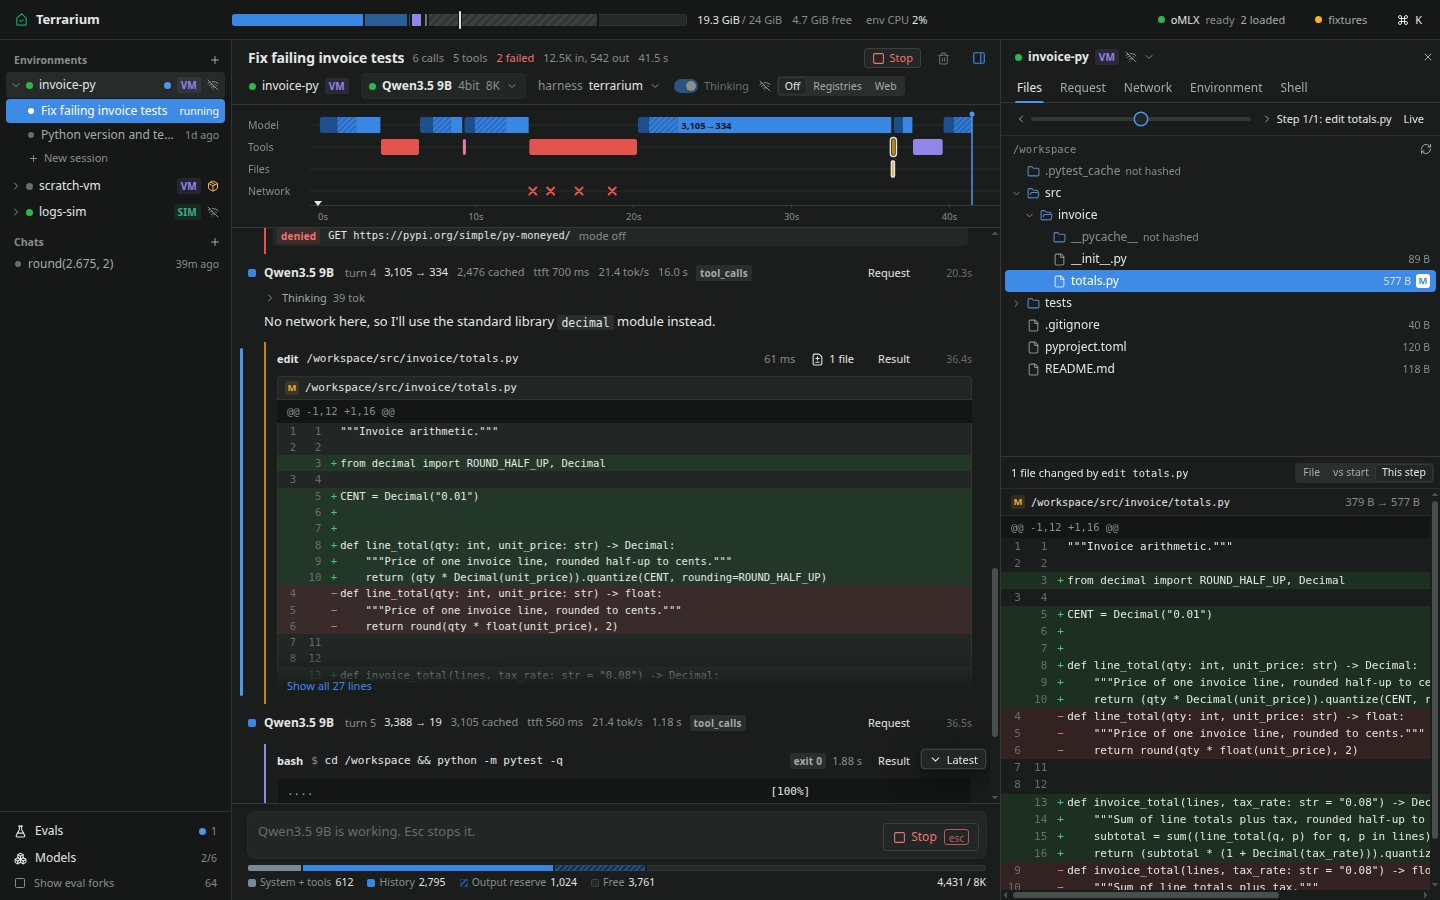 Terrarium
19.3 GiB / 24 GiB 4.7 GiB free env CPU 2%
oMLX ready 2 loaded
fixtures
⌘ K
Environments +
invoice-py VM
Fix failing invoice tests running
Python version and te... 1d ago
+ New session
scratch-vm VM
logs-sim SIM
Chats +
round(2.675, 2) 39m ago
Evals 1
Models 2/6
Show eval forks 64
Fix failing invoice tests 6 calls 5 tools 2 failed 12.5K in, 542 out 41.5 s
Stop
invoice-py VM Qwen3.5 9B 4bit 8K harness terrarium Thinking Off Registries Web
Model 3,105→334
Tools
Files
Network
0s 10s 20s 30s 40s
denied GET https://pypi.org/simple/py-moneyed/ mode off
Qwen3.5 9B turn 4 3,105 → 334 2,476 cached ttft 700 ms 21.4 tok/s 16.0 s tool_calls Request 20.3s
Thinking 39 tok
No network here, so I'll use the standard library decimal module instead.
edit /workspace/src/invoice/totals.py 61 ms 1 file Result 36.4s
M /workspace/src/invoice/totals.py
@@ -1,12 +1,16 @@
1 1 """Invoice arithmetic."""
2 2
3 +from decimal import ROUND_HALF_UP, Decimal
3 4
5 +CENT = Decimal("0.01")
6 +
7 +
8 +def line_total(qty: int, unit_price: str) -> Decimal:
9 +    """Price of one invoice line, rounded half-up to cents."""
10 +    return (qty * Decimal(unit_price)).quantize(CENT, rounding=ROUND_HALF_UP)
4 −def line_total(qty: int, unit_price: str) -> float:
5 −    """Price of one invoice line, rounded to cents."""
6 −    return round(qty * float(unit_price), 2)
7 11
8 12
13 +def invoice_total(lines, tax_rate: str = "0.08") -> Decimal:
Show all 27 lines
Qwen3.5 9B turn 5 3,388 → 19 3,105 cached ttft 560 ms 21.4 tok/s 1.18 s tool_calls Request 36.5s
bash $ cd /workspace && python -m pytest -q exit 0 1.88 s Result
Latest
.... [100%]
Qwen3.5 9B is working. Esc stops it.
Stop esc
System + tools 612 History 2,795 Output reserve 1,024 Free 3,761 4,431 / 8K
invoice-py VM
Files Request Network Environment Shell
Step 1/1: edit totals.py Live
/workspace
.pytest_cache not hashed
src
invoice
__pycache__ not hashed
__init__.py 89 B
totals.py 577 B M
tests
.gitignore 40 B
pyproject.toml 120 B
README.md 118 B
1 file changed by edit totals.py File vs start This step
M /workspace/src/invoice/totals.py 379 B → 577 B
@@ -1,12 +1,16 @@
1 1 """Invoice arithmetic."""
2 2
3 +from decimal import ROUND_HALF_UP, Decimal
3 4
5 +CENT = Decimal("0.01")
6 +
7 +
8 +def line_total(qty: int, unit_price: str) -> Decimal:
9 +    """Price of one invoice line, rounded half-up to ce
10 +    return (qty * Decimal(unit_price)).quantize(CENT, r
4 −def line_total(qty: int, unit_price: str) -> float:
5 −    """Price of one invoice line, rounded to cents."""
6 −    return round(qty * float(unit_price), 2)
7 11
8 12
13 +def invoice_total(lines, tax_rate: str = "0.08") -> Dec
14 +    """Sum of line totals plus tax, rounded half-up to
15 +    subtotal = sum((line_total(q, p) for q, p in lines)
16 +    return (subtotal * (1 + Decimal(tax_rate))).quantiz
9 −def invoice_total(lines, tax_rate: str = "0.08") -> flo
10 −    """Sum of line totals plus tax."""